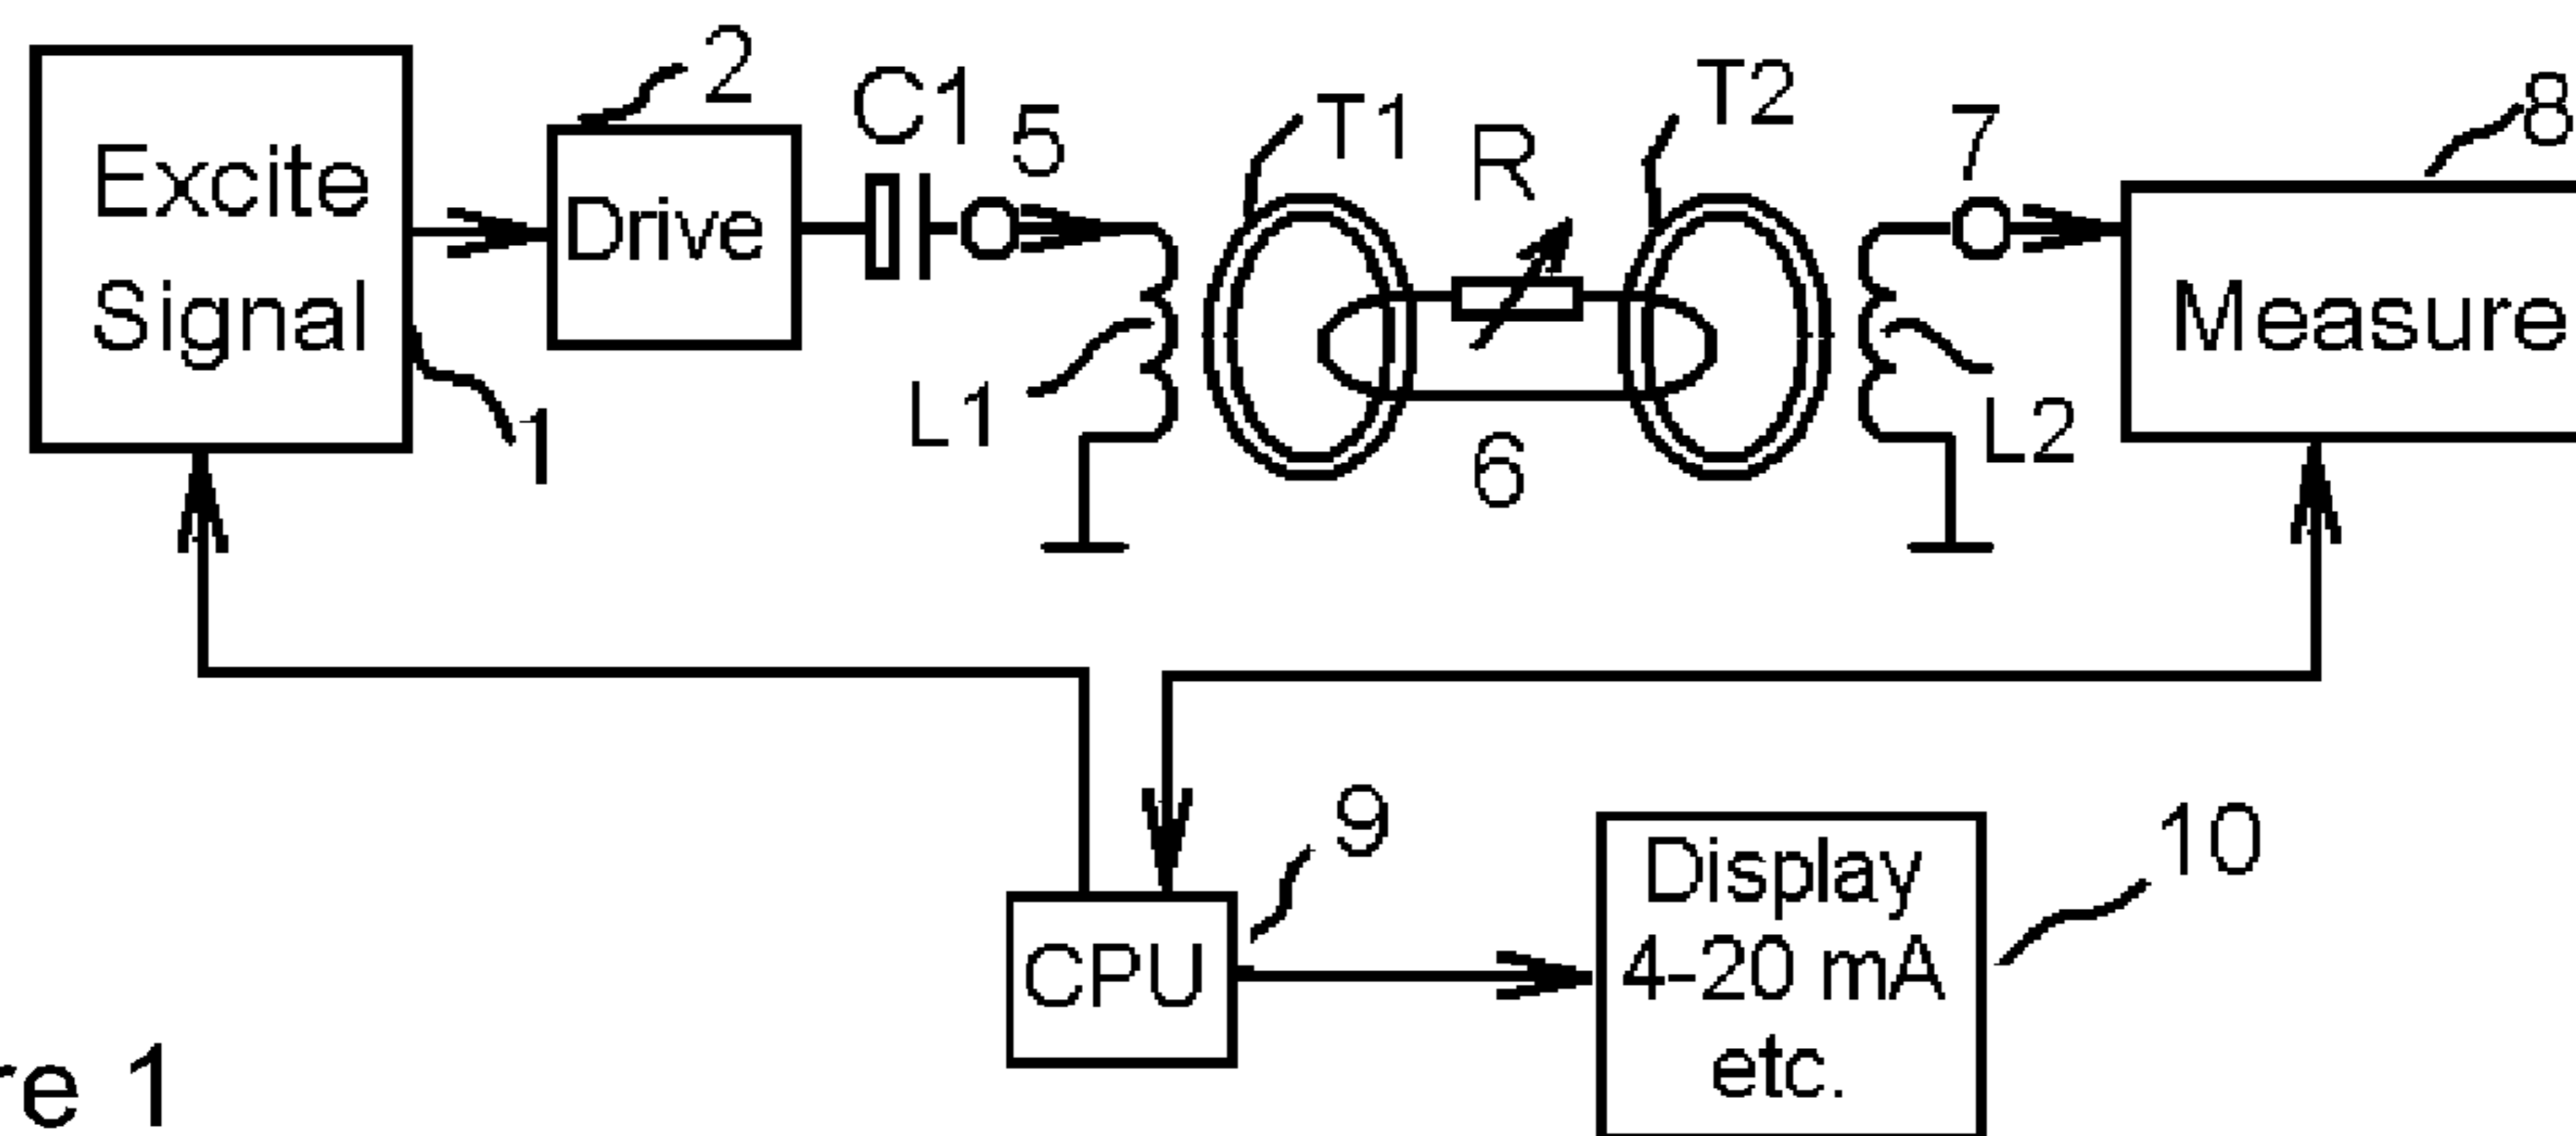 Excite
Signal
1
2
Drive
C1
5
L1
T1
R
6
T2
7
L2
8
Measure
CPU
9
Display
4-20 mA
etc.
10
re 1